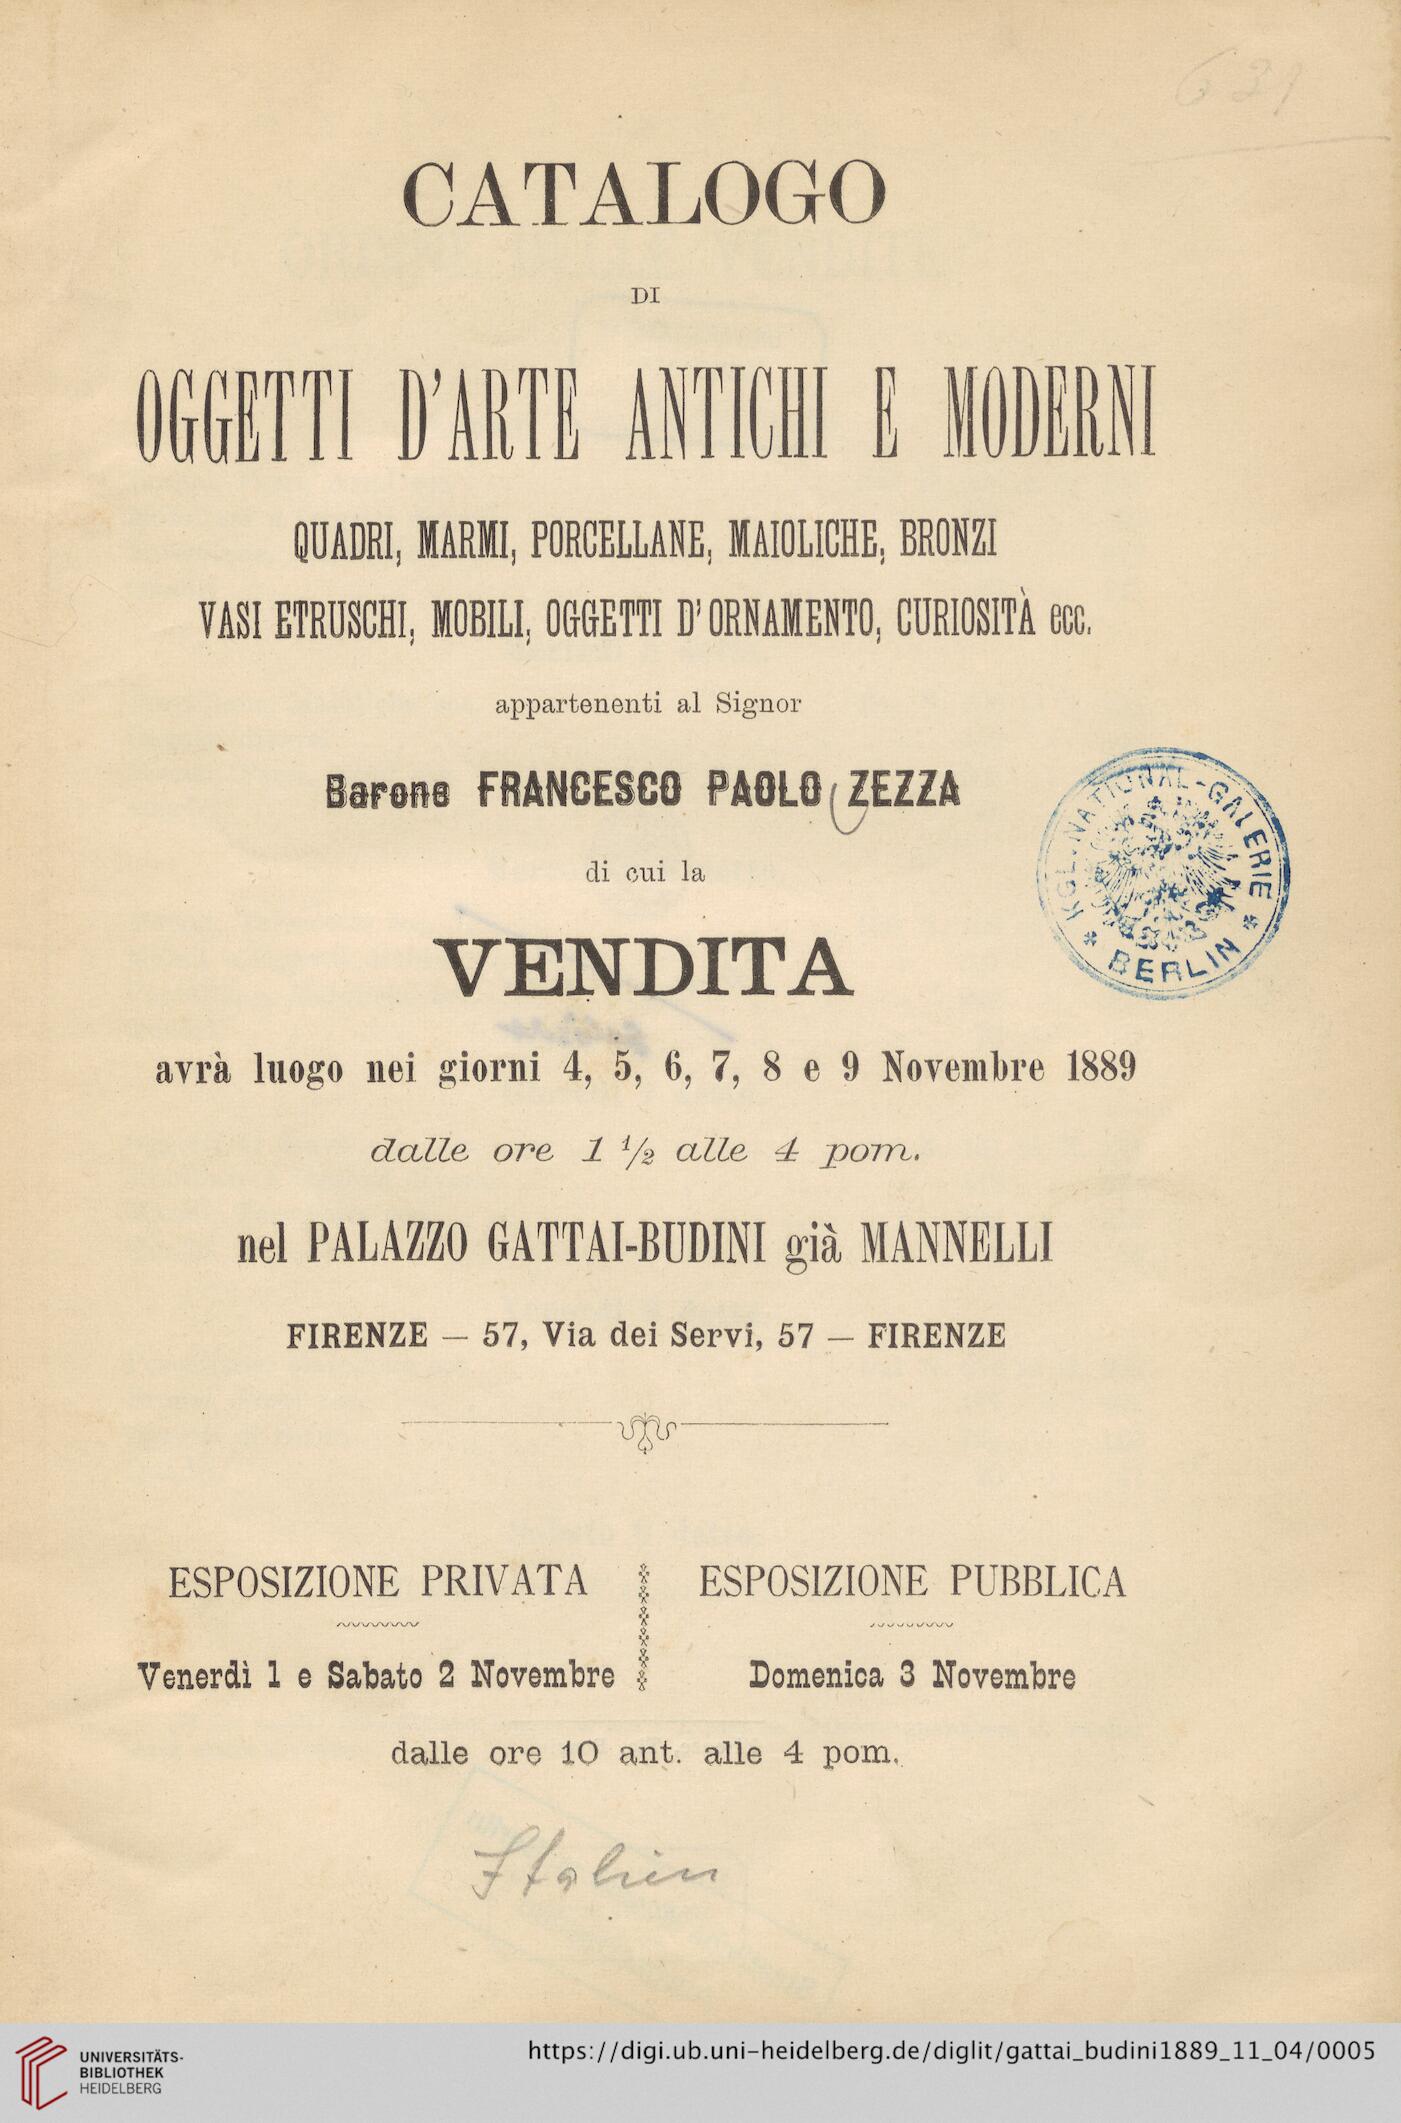 631
CATALOGO
DI
OGGETTI D'ARTE ANTICHI E MODERNI
QUADRI, MARMI, PORCELLANE, MAIOLICHE, BRONZI
VASI ETRUSCHI, MOBILI, OGGETTI D'ORNAMENTO, CURIOSITÀ ecc.
appartenenti al Signor
Barone FRANCESCO PAOLO ZEZZA
di cui la
KGL. NATIONAL-GALERIE
* BERLIN *
VENDITA
avrà luogo nei giorni 4, 5, 6, 7, 8 e 9 Novembre 1889
dalle ore 1 ½ alle 4 pom.
nel PALAZZO GATTAI-BUDINI già MANNELLI
FIRENZE — 57, Via dei Servi, 57 — FIRENZE
ESPOSIZIONE PRIVATA
Venerdì 1 e Sabato 2 Novembre
ESPOSIZIONE PUBBLICA
Domenica 3 Novembre
dalle ore 10 ant. alle 4 pom.
Italien
UNIVERSITÄTS-
BIBLIOTHEK
HEIDELBERG
https://digi.ub.uni-heidelberg.de/diglit/gattai_budini1889_11_04/0005